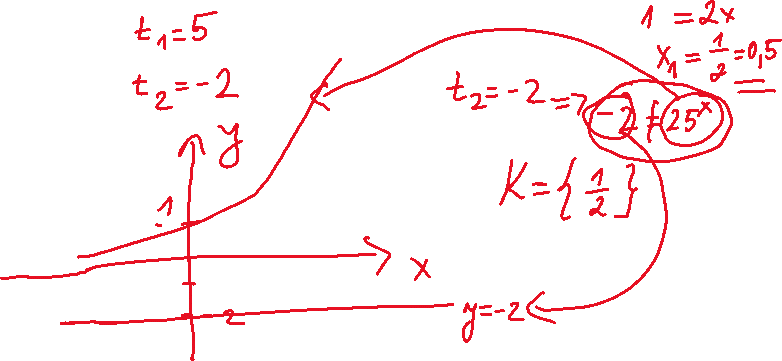 t₁=5
t₂=-2
1 = 2x
x₁ = 1/2 = 0,5
t₂ = -2 => -2 ≠ 25ˣ
K = { 1/2 }
y
1
x
-2
y=-2